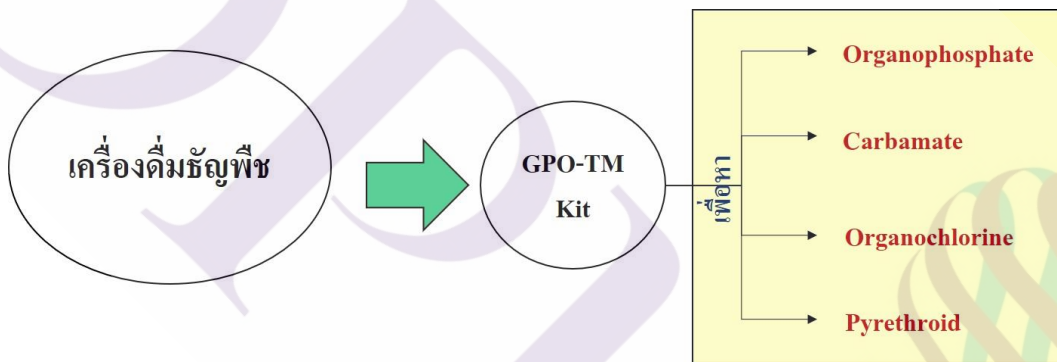 เครื่องดื่มธัญพืช
GPO-TM
Kit
เพื่อหา
Organophosphate
Carbamate
Organochlorine
Pyrethroid